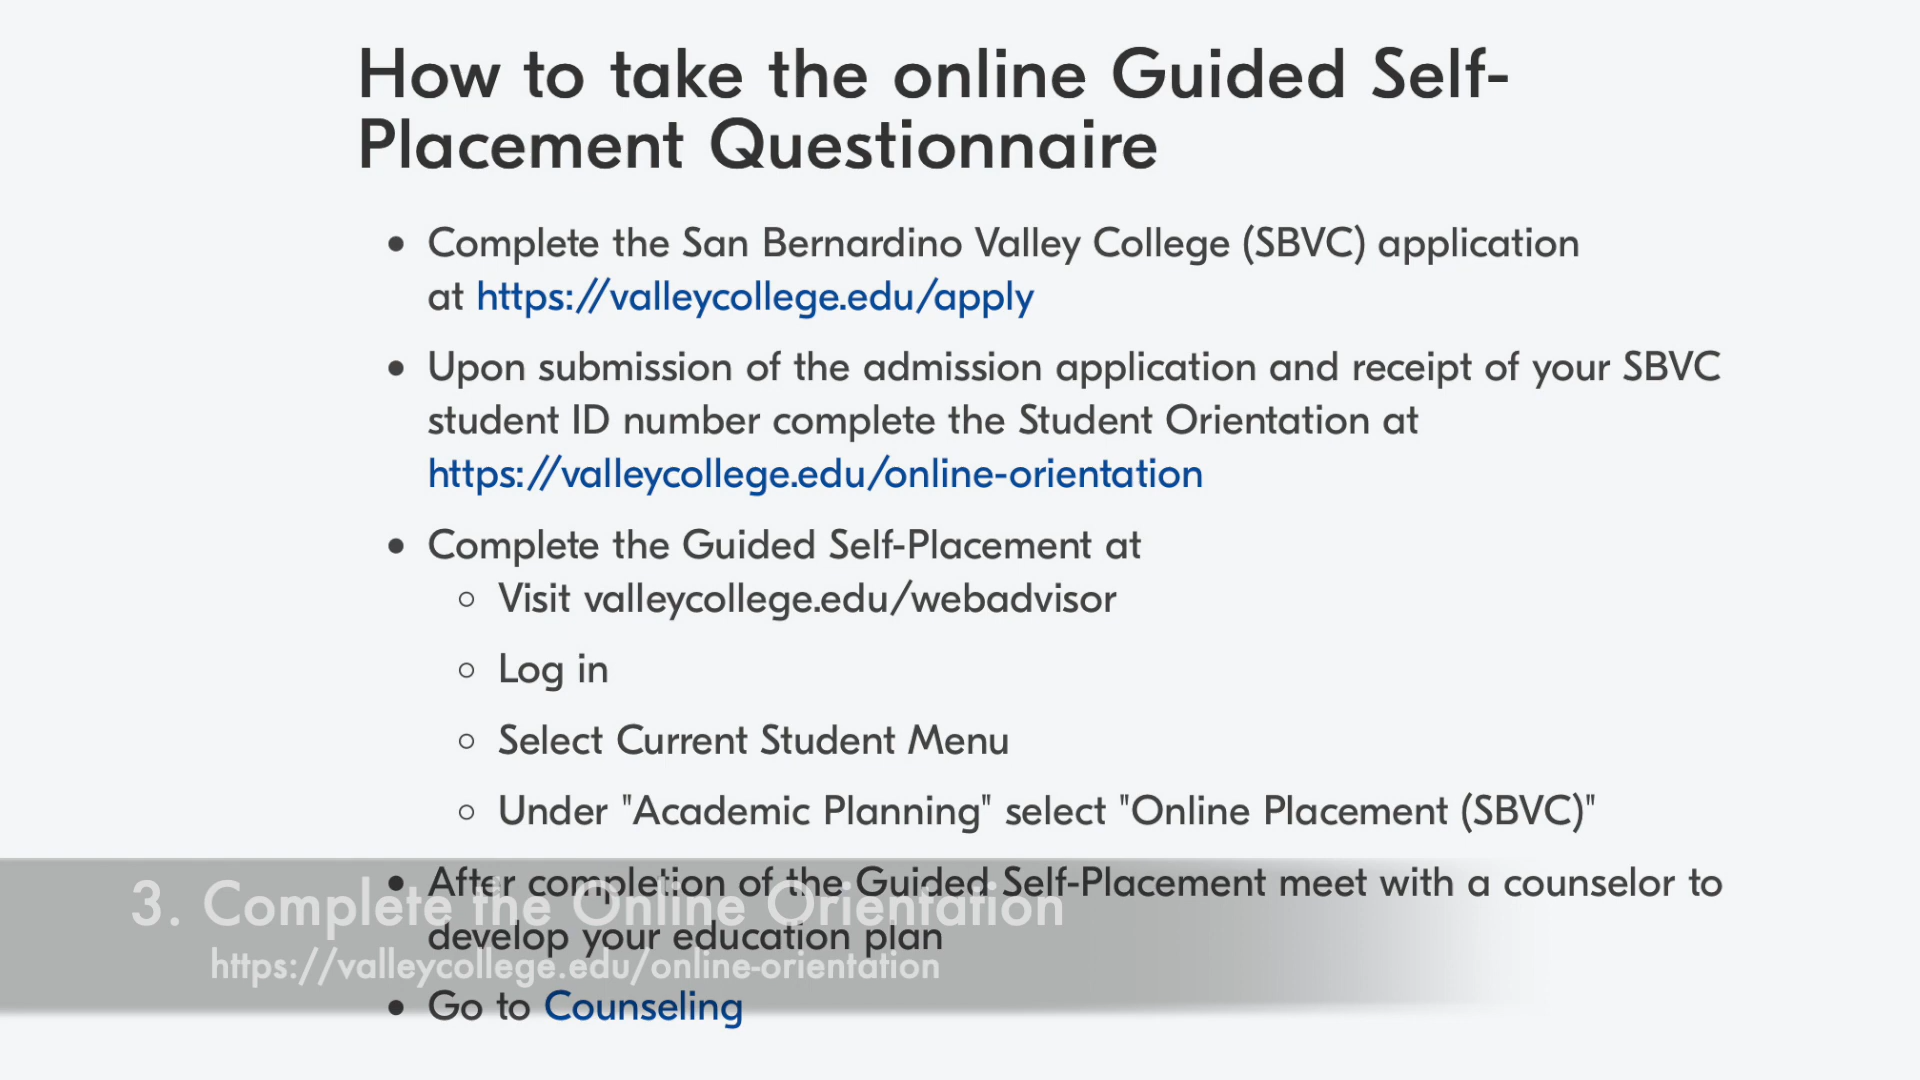 How to take the online Guided Self-
Placement Questionnaire
• Complete the San Bernardino Valley College (SBVC) application
at https://valleycollege.edu/apply
• Upon submission of the admission application and receipt of your SBVC
student ID number complete the Student Orientation at
https://valleycollege.edu/online-orientation
• Complete the Guided Self-Placement at
○ Visit valleycollege.edu/webadvisor
○ Log in
○ Select Current Student Menu
○ Under "Academic Planning" select "Online Placement (SBVC)"
• After completion of the Guided Self-Placement meet with a counselor to
develop your education plan
• Go to Counseling
3. Complete the Online Orientation
https://valleycollege.edu/online-orientation